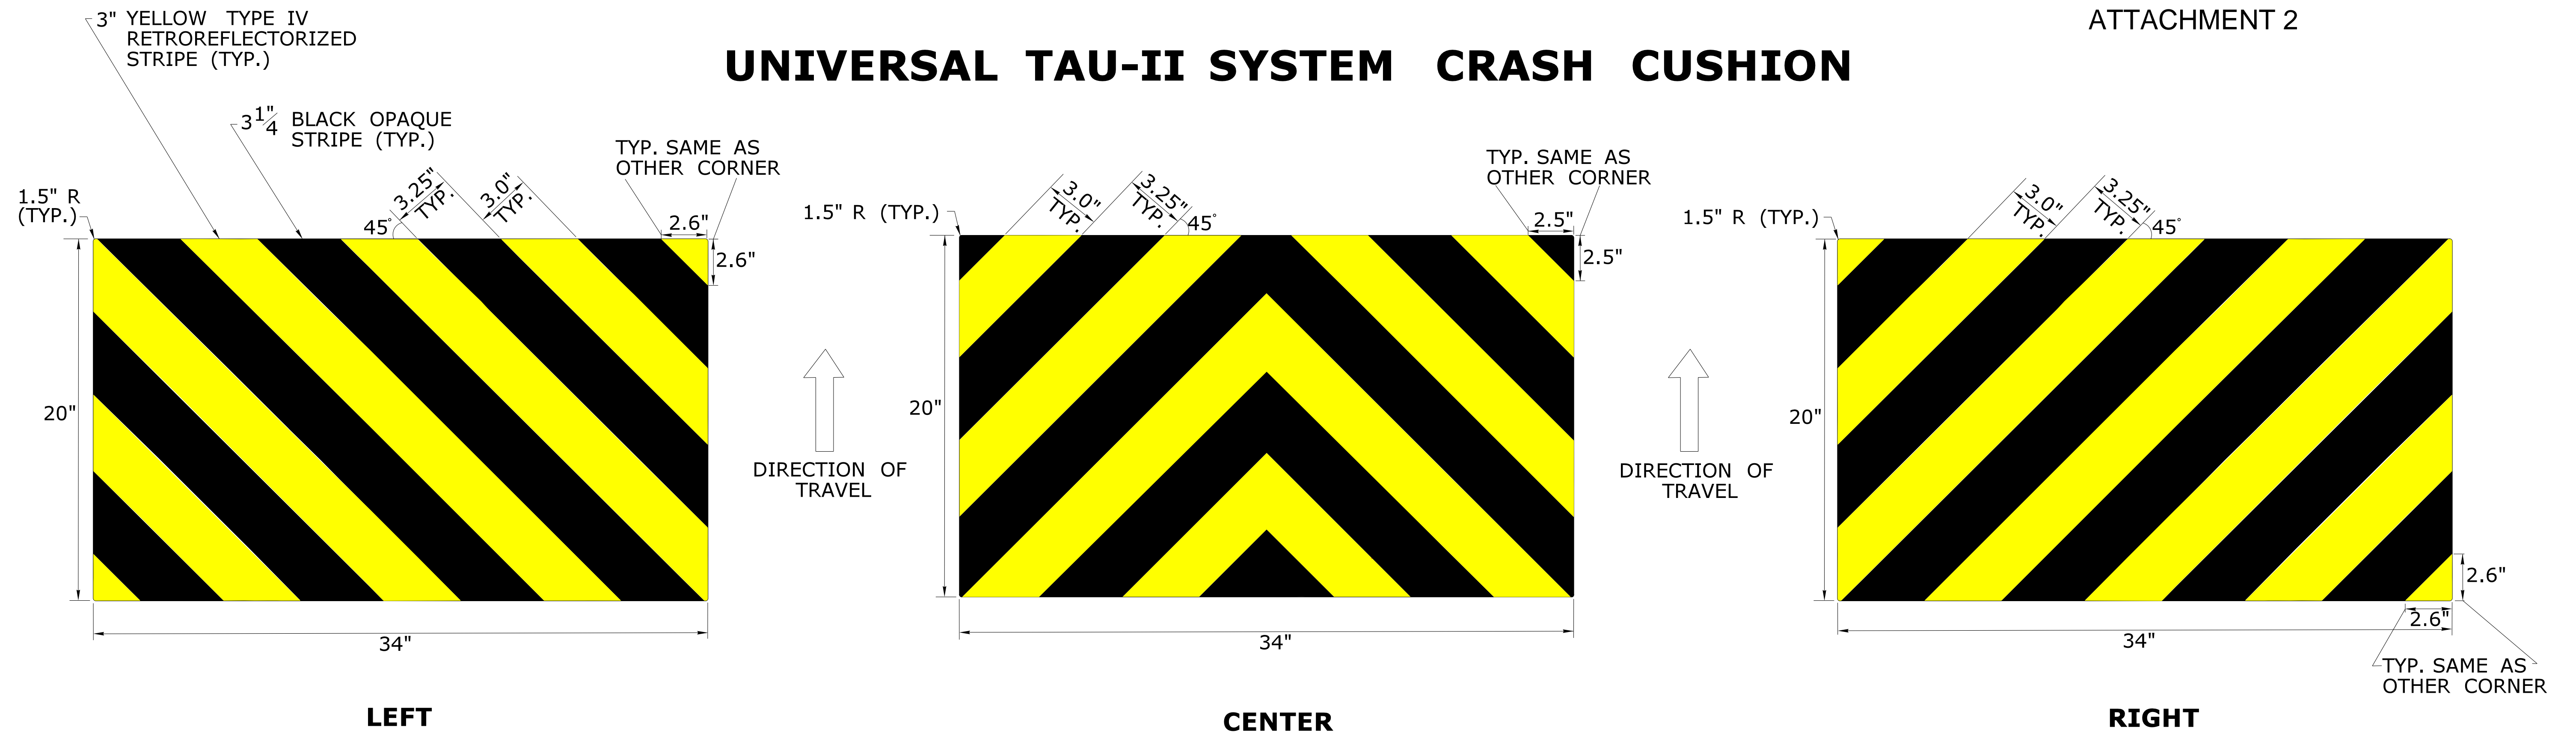 ATTACHMENT 2
UNIVERSAL TAU-II SYSTEM CRASH CUSHION
3" YELLOW TYPE IV
RETROREFLECTORIZED
STRIPE (TYP.)
3 1/4" BLACK OPAQUE
STRIPE (TYP.)
1.5" R
(TYP.)
45°
3.25"
TYP.
3.0"
TYP.
TYP. SAME AS
OTHER CORNER
2.6"
2.6"
20"
34"
LEFT
DIRECTION OF
TRAVEL
1.5" R (TYP.)
3.0"
TYP.
3.25"
TYP.
45°
TYP. SAME AS
OTHER CORNER
2.5"
2.5"
20"
34"
CENTER
DIRECTION OF
TRAVEL
1.5" R (TYP.)
3.0"
TYP.
3.25"
TYP.
45°
20"
2.6"
2.6"
34"
TYP. SAME AS
OTHER CORNER
RIGHT